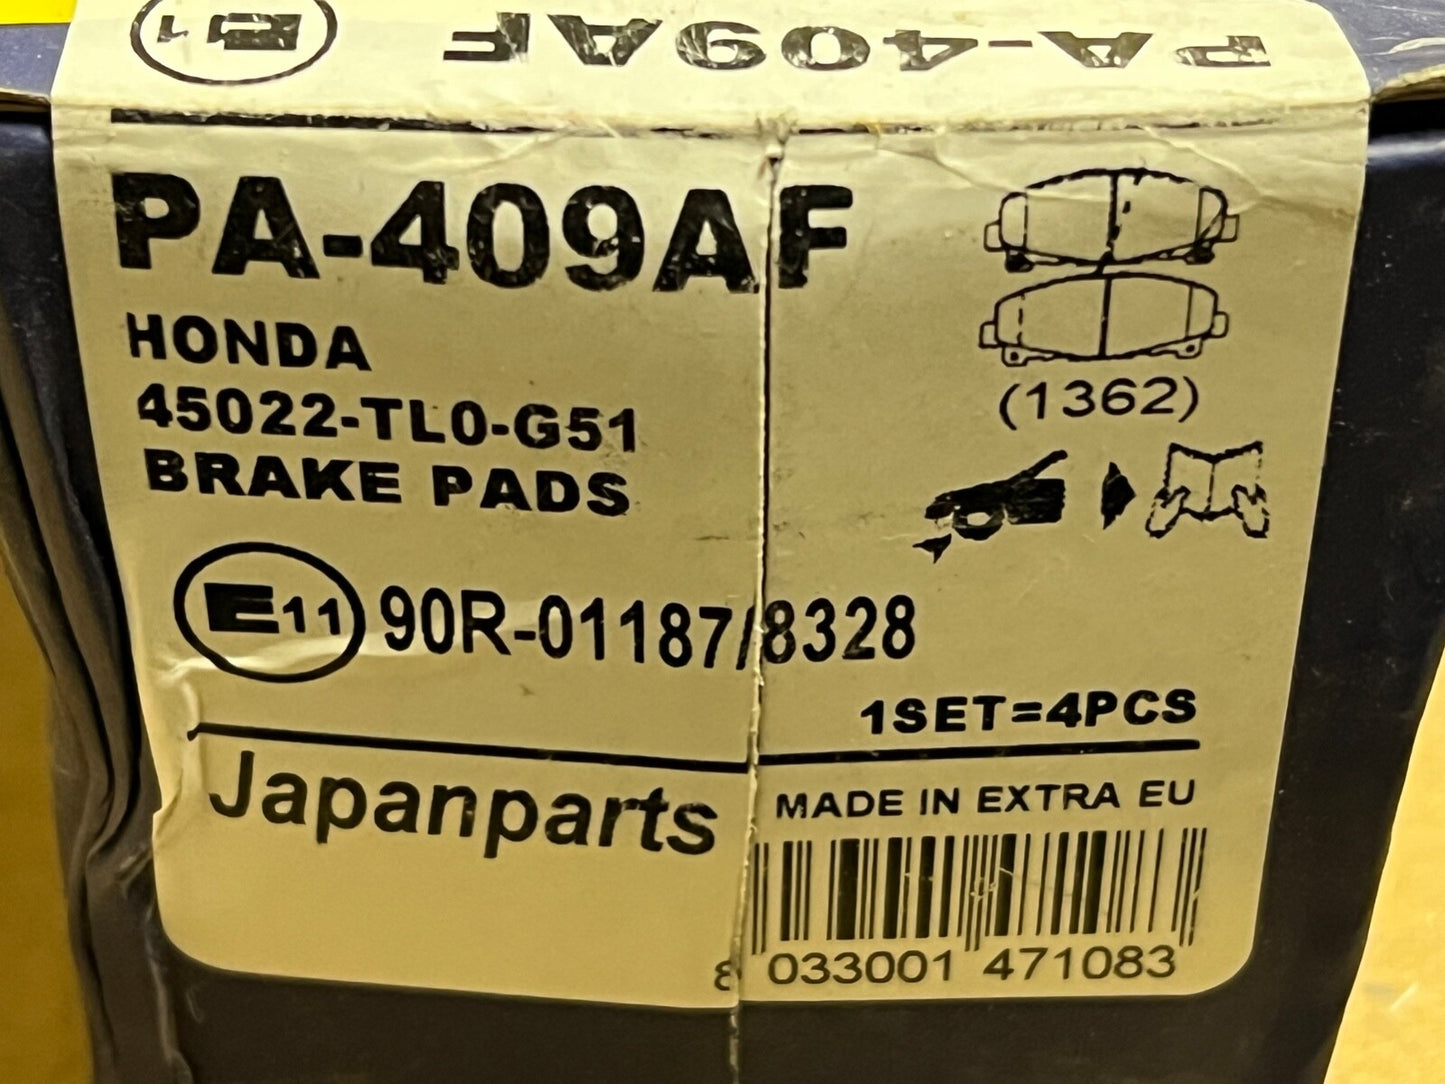 PA-409AF
E11
PA-409AF
HONDA
45022-TL0-G51
BRAKE PADS
(1362)
E11 90R-01187/8328
1SET=4PCS
Japanparts
MADE IN EXTRA EU
8 033001 471083